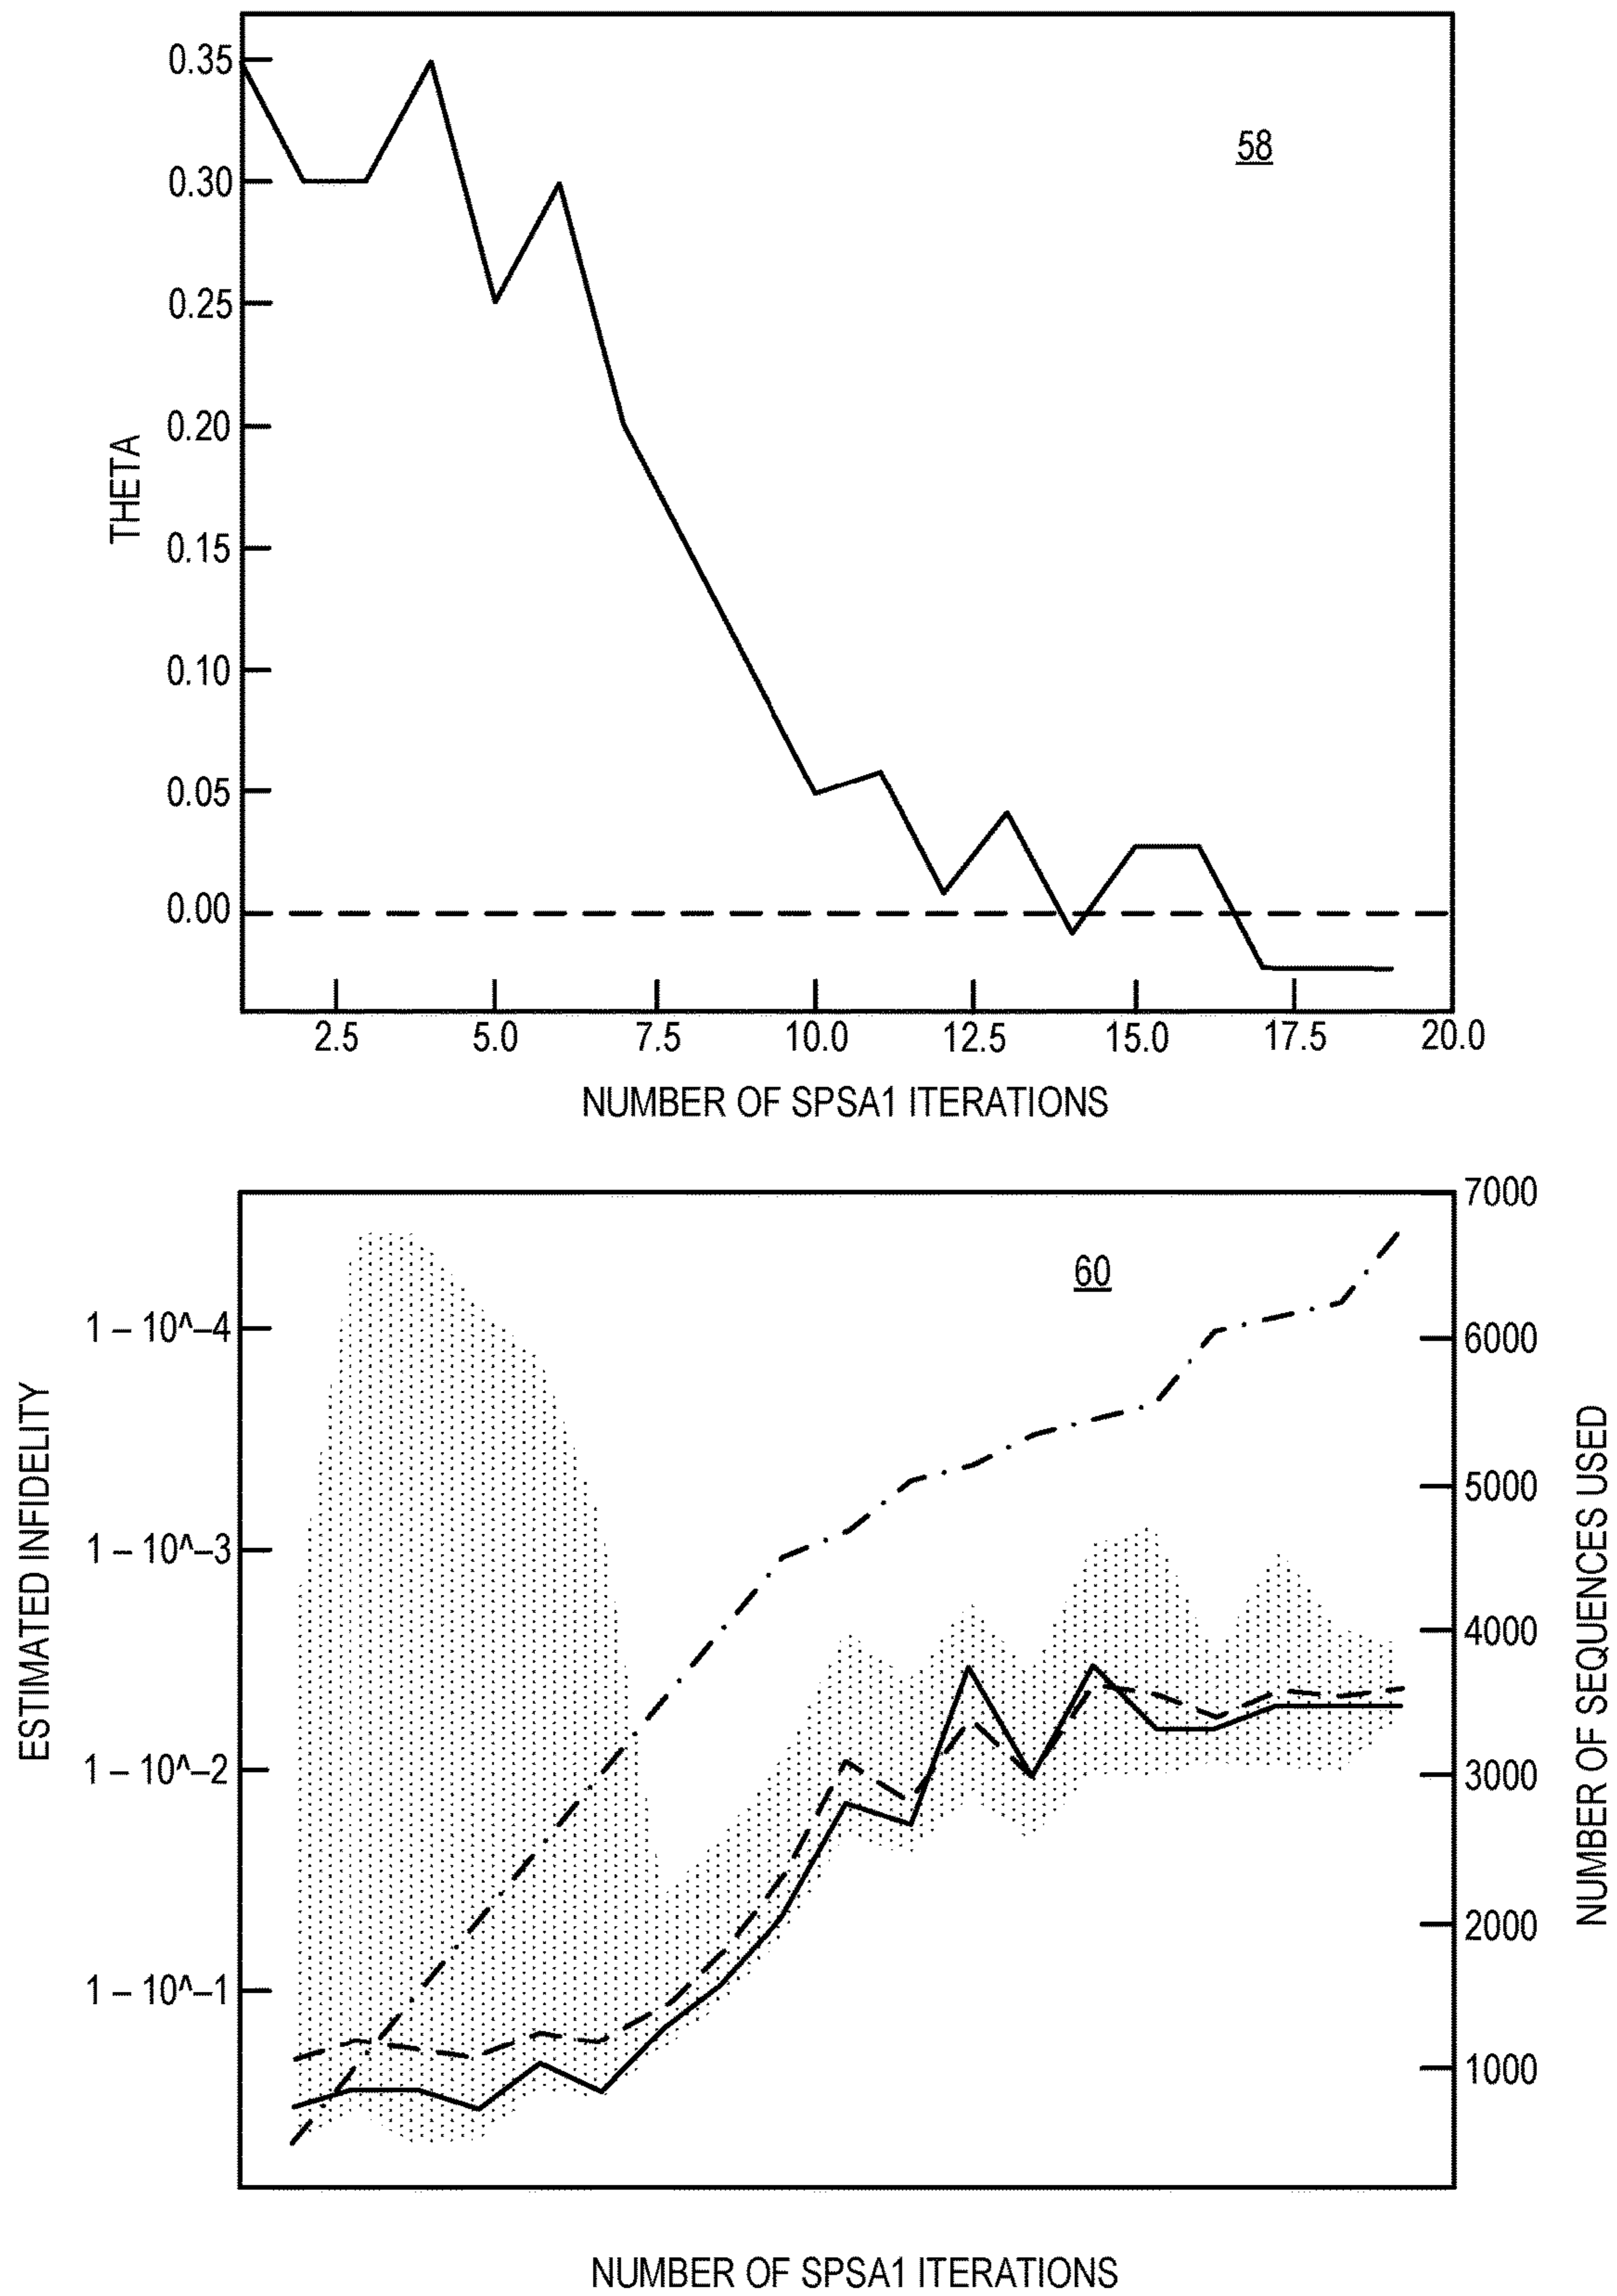 58
THETA
0.35
0.30
0.25
0.20
0.15
0.10
0.05
0.00
2.5 5.0 7.5 10.0 12.5 15.0 17.5 20.0
NUMBER OF SPSA1 ITERATIONS
60
ESTIMATED INFIDELITY
1 – 10^–4
1 – 10^–3
1 – 10^–2
1 – 10^–1
7000
6000
5000
4000
3000
2000
1000
NUMBER OF SEQUENCES USED
NUMBER OF SPSA1 ITERATIONS